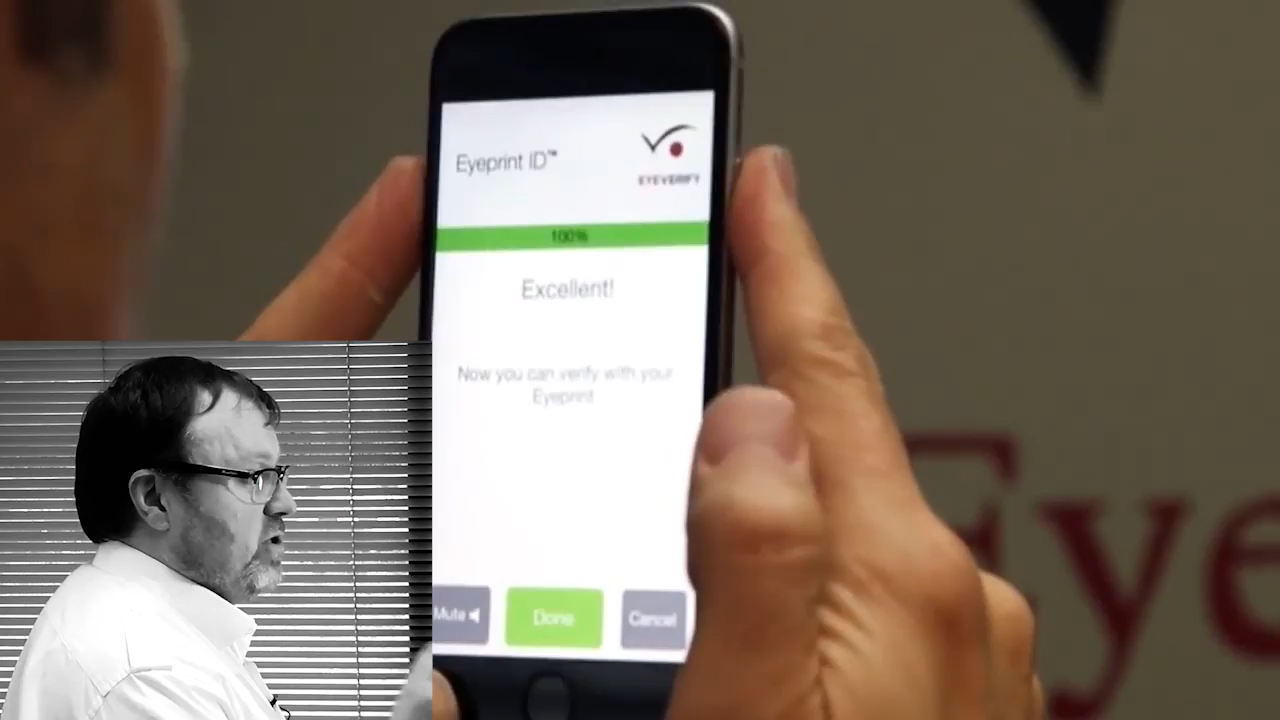 Eyeprint ID™
EYEVERIFY
100%
Excellent!
Now you can verify with your
Eyeprint
Mute
Done
Cancel
Eye